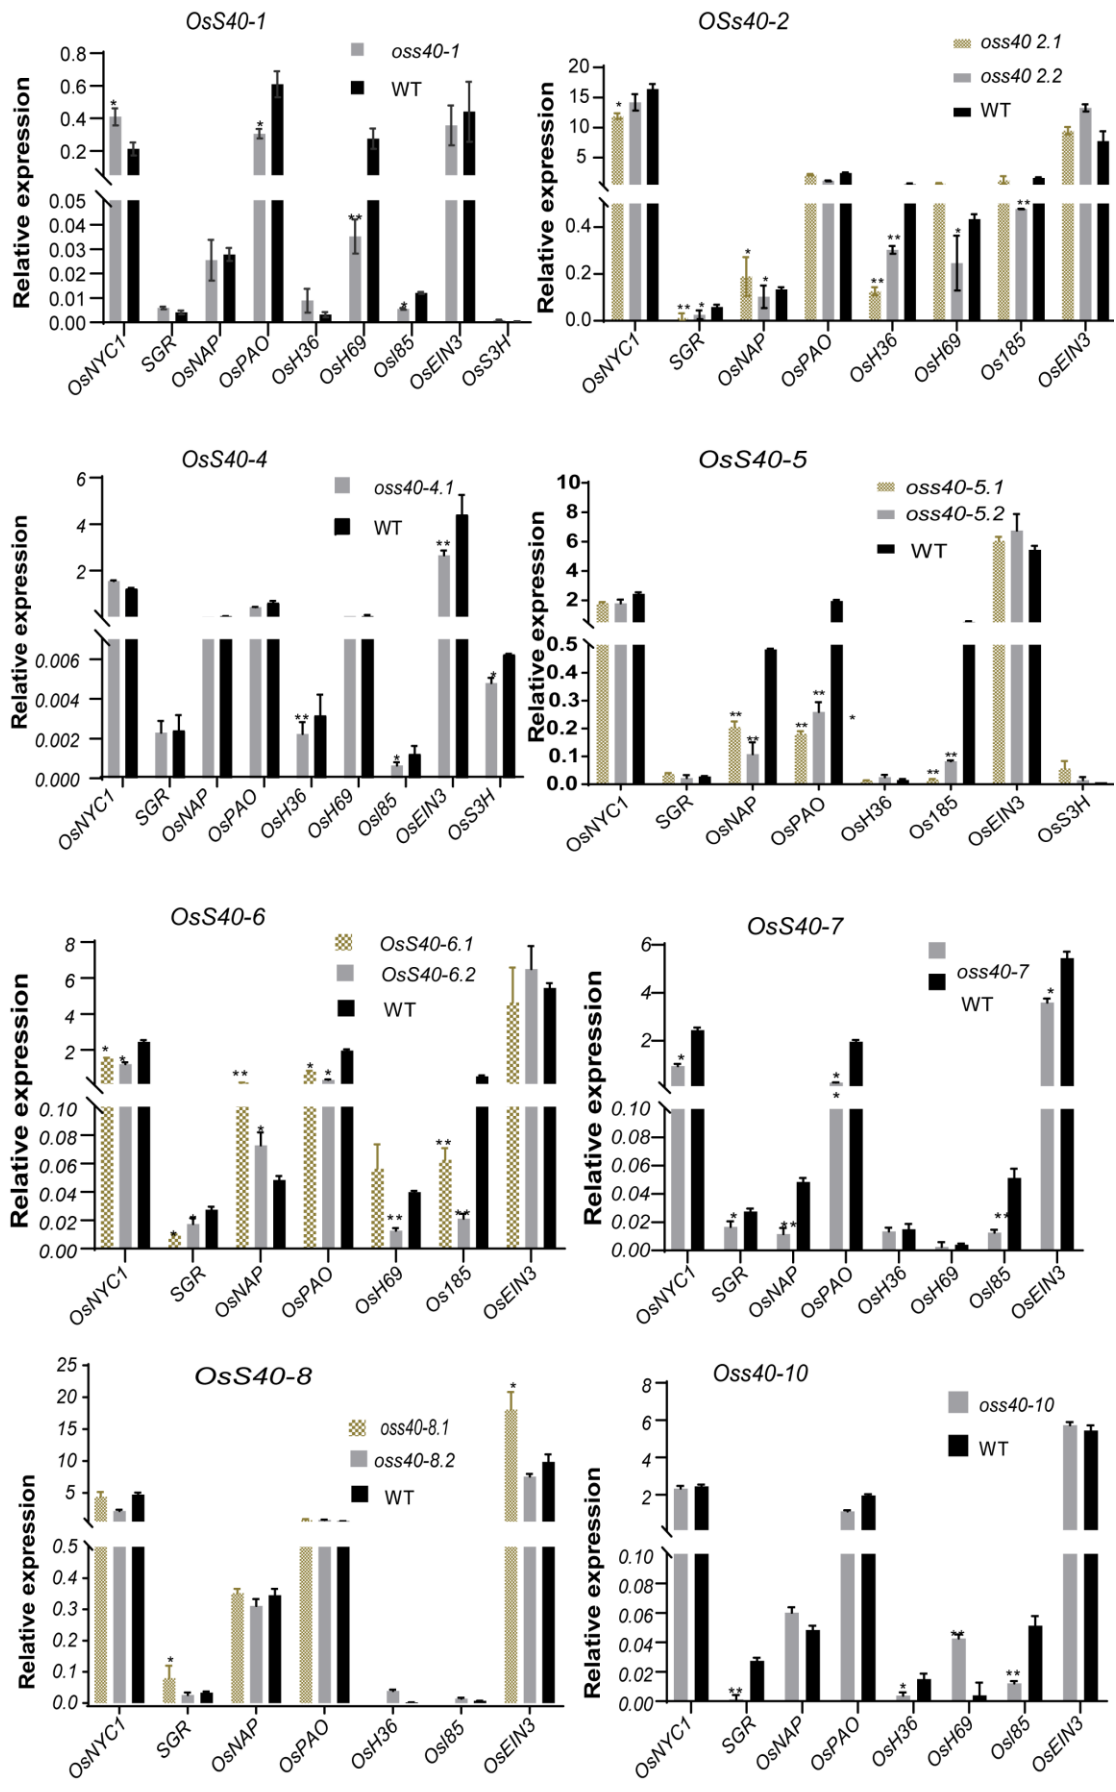 OsS40-1
oss40-1
WT
Relative expression
0.8
0.6
0.4
0.2
0.05
0.04
0.03
0.02
0.01
0.00
*
*
**
*
OsNYC1
SGR
OsNAP
OsPAO
OsH36
OsH69
OsI85
OsEIN3
OsS3H
OSs40-2
oss40 2.1
oss40 2.2
WT
Relative expression
20
15
10
5
0.4
0.2
0.0
*
**
*
*
*
**
**
*
**
OsNYC1
SGR
OsNAP
OsPAO
OsH36
OsH69
Os185
OsEIN3
OsS40-4
oss40-4.1
WT
Relative expression
6
4
2
0.006
0.004
0.002
0.000
**
*
**
*
OsNYC1
SGR
OsNAP
OsPAO
OsH36
OsH69
OsI85
OsEIN3
OsS3H
OsS40-5
oss40-5.1
oss40-5.2
WT
Relative expression
10
8
6
4
2
0.5
0.4
0.3
0.2
0.1
0.0
**
**
**
**
*
**
**
OsNYC1
SGR
OsNAP
OsPAO
OsH36
Os185
OsEIN3
OsS3H
OsS40-6
OsS40-6.1
OsS40-6.2
WT
Relative expression
8
6
4
2
0.10
0.08
0.06
0.04
0.02
0.00
*
*
*
*
**
*
*
*
**
**
**
OsNYC1
SGR
OsNAP
OsPAO
OsH69
Os185
OsEIN3
OsS40-7
oss40-7
WT
Relative expression
6
4
2
0.10
0.08
0.06
0.04
0.02
0.00
*
*
**
*
*
**
*
OsNYC1
SGR
OsNAP
OsPAO
OsH36
OsH69
OsI85
OsEIN3
OsS40-8
oss40-8.1
oss40-8.2
WT
Relative expression
25
20
15
10
5
0.5
0.4
0.3
0.2
0.1
0.0
*
*
OsNYC1
SGR
OsNAP
OsPAO
OsH36
OsI85
OsEIN3
Oss40-10
oss40-10
WT
Relative expression
8
6
4
2
0.10
0.08
0.06
0.04
0.02
0.00
**
*
**
**
OsNYC1
SGR
OsNAP
OsPAO
OsH36
OsH69
OsI85
OsEIN3